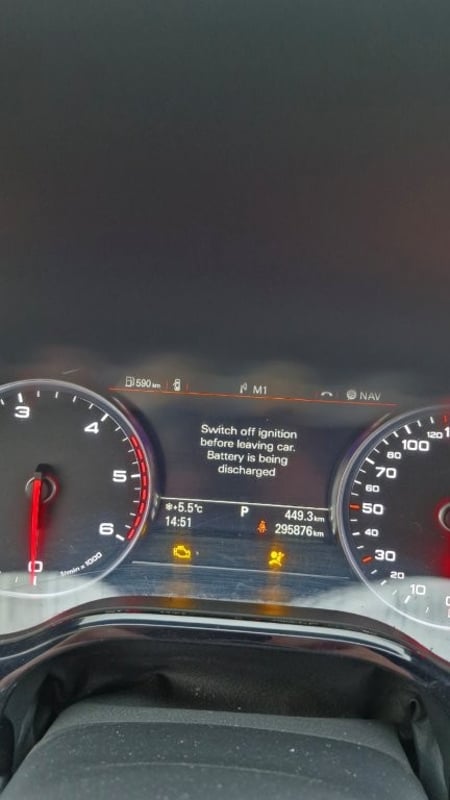 590 km
M1
NAV
3
4
5
6
0
1/min x 1000
Switch off ignition
before leaving car.
Battery is being
discharged
+5.5°C
P
449.3 km
14:51
295876 km
120
100
80
70
60
50
40
30
20
10